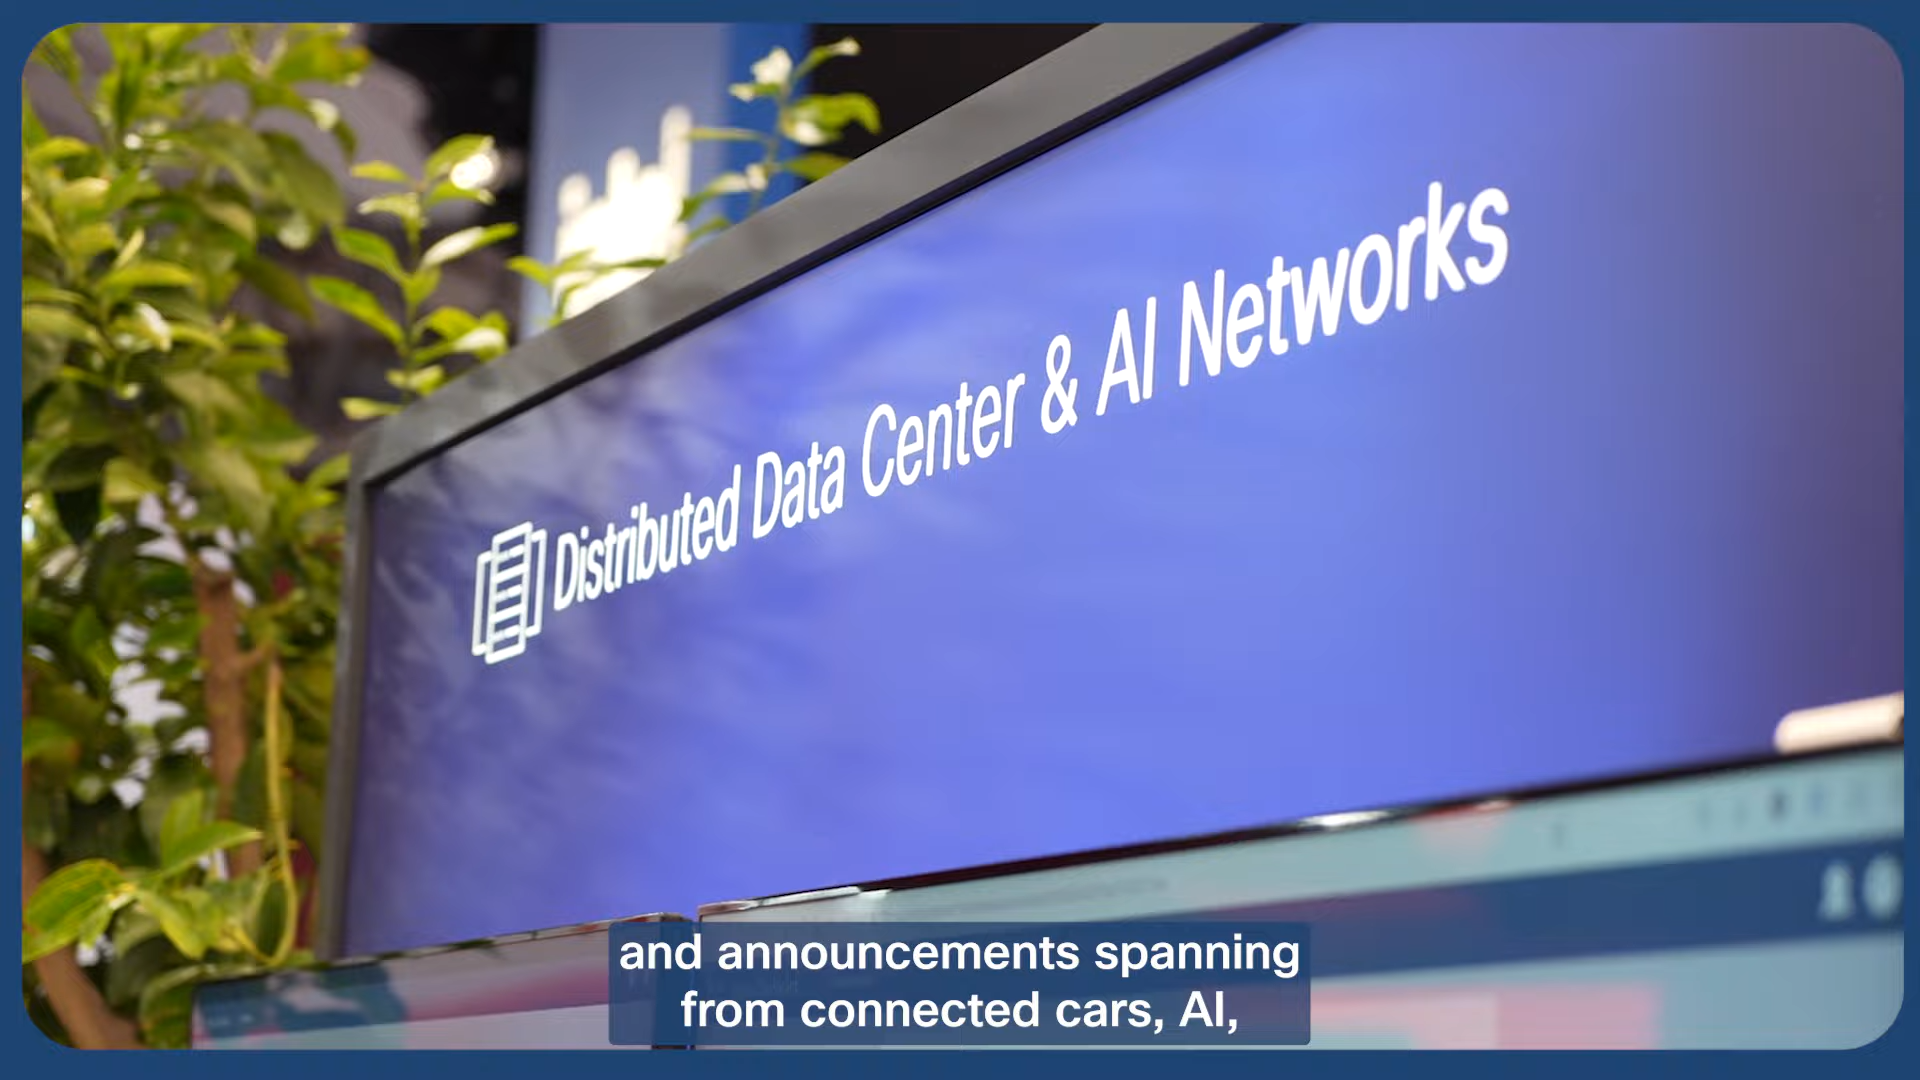 Distributed Data Center & AI Networks
and announcements spanning
from connected cars, AI,